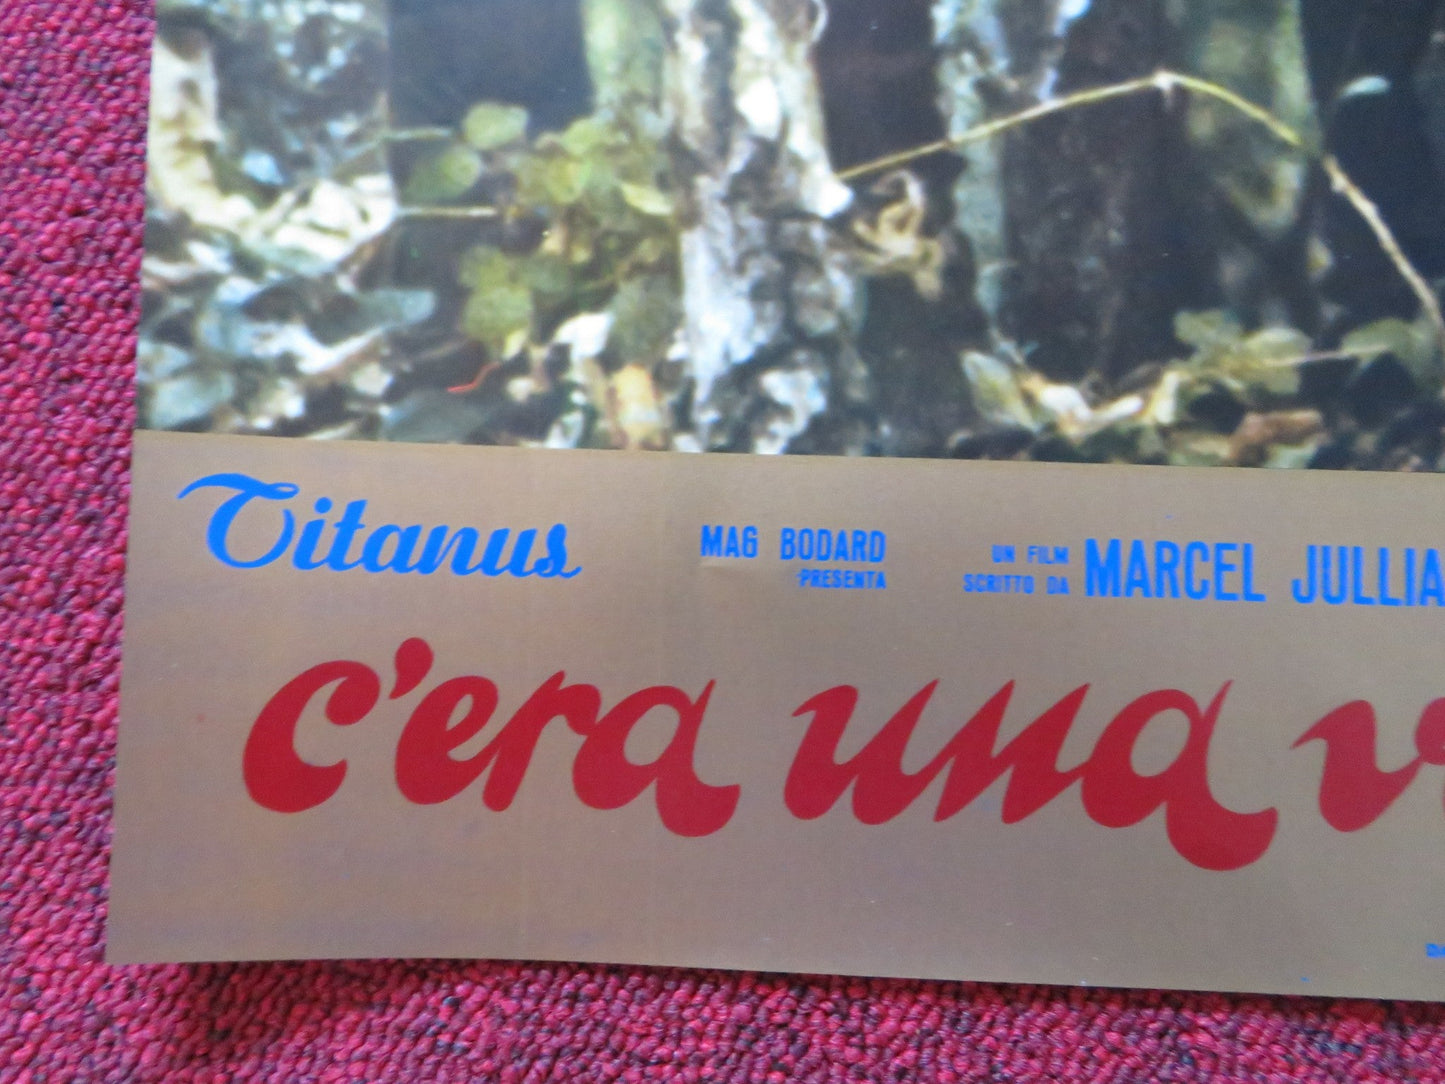 Titanus
MAG BODARD
PRESENTA
UN FILM
SCRITTO DA
MARCEL JULLIA
c'era una v